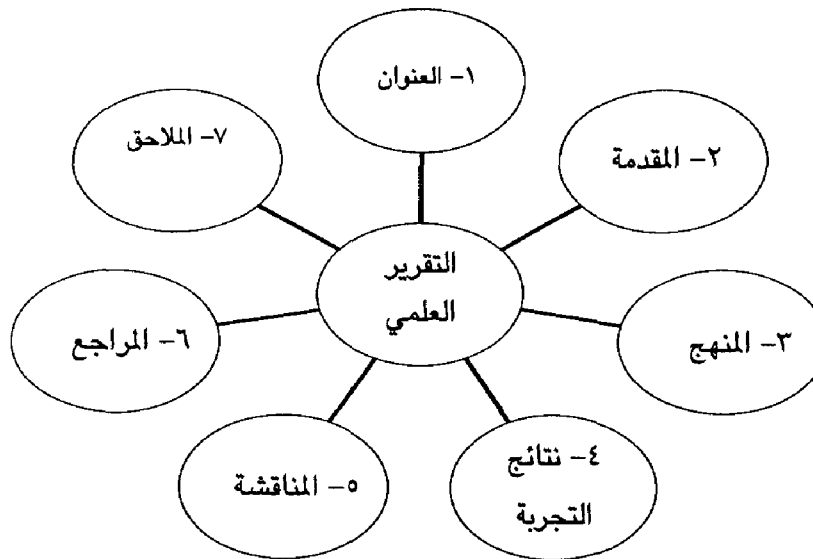 التقرير
العلمي
١- العنوان
٢- المقدمة
٣- المنهج
٤- نتائج
التجربة
٥- المناقشة
٦- المراجع
٧- الملاحق